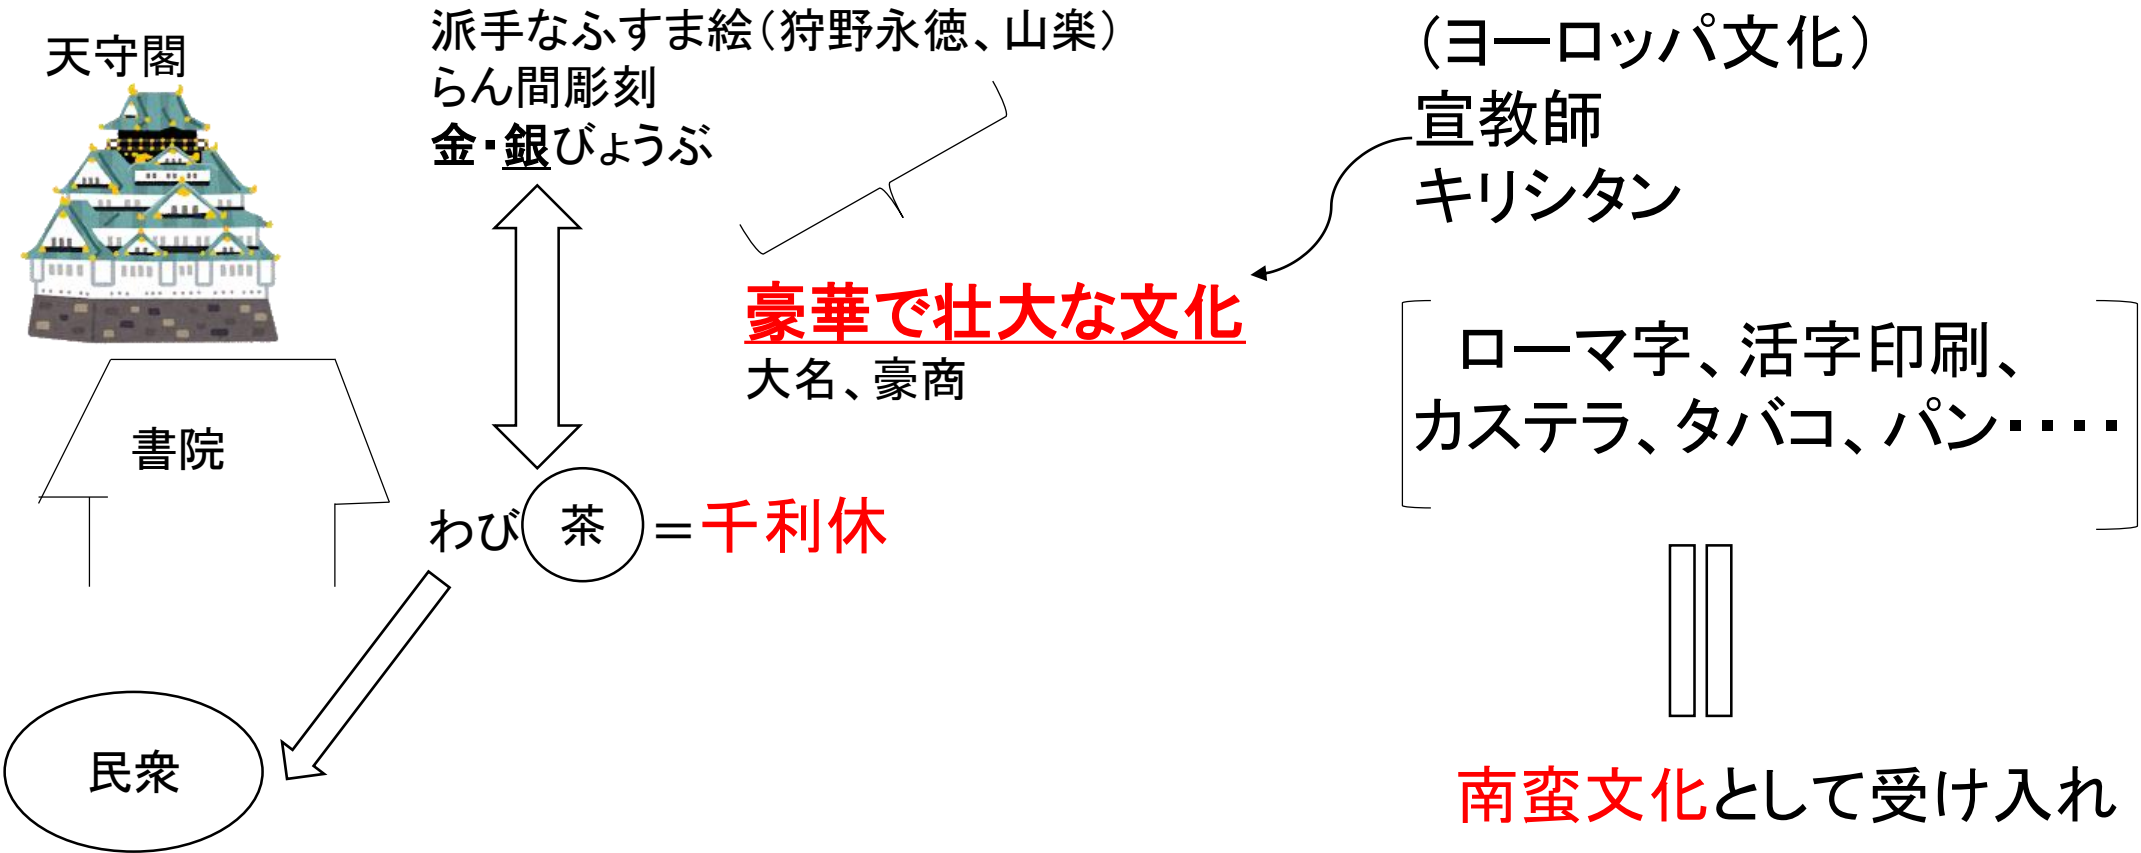 天守閣
派手なふすま絵（狩野永徳、山楽）
らん間彫刻
金・銀びょうぶ
豪華で壮大な文化
大名、豪商
書院
わび茶＝千利休
民衆
（ヨーロッパ文化）
宣教師
キリシタン
ローマ字、活字印刷、
カステラ、タバコ、パン・・・・
南蛮文化として受け入れ